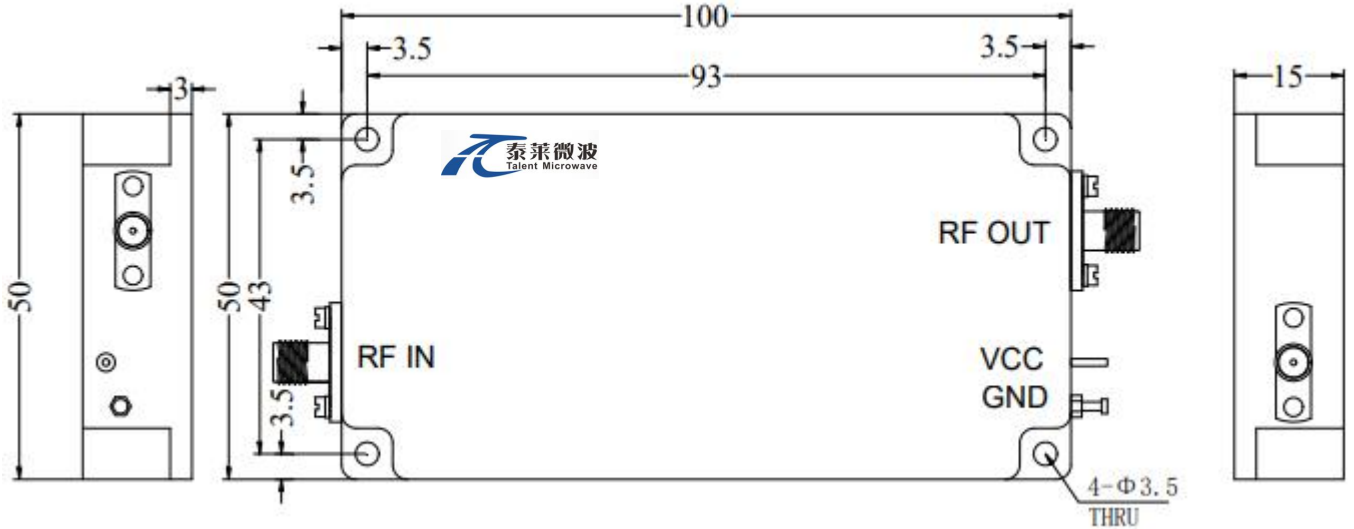 100
3.5
3.5
93
3
15
泰莱微波
Talent Microwave
3.5
50
50
43
RF OUT
RF IN
VCC
GND
3.5
4-Φ3.5
THRU